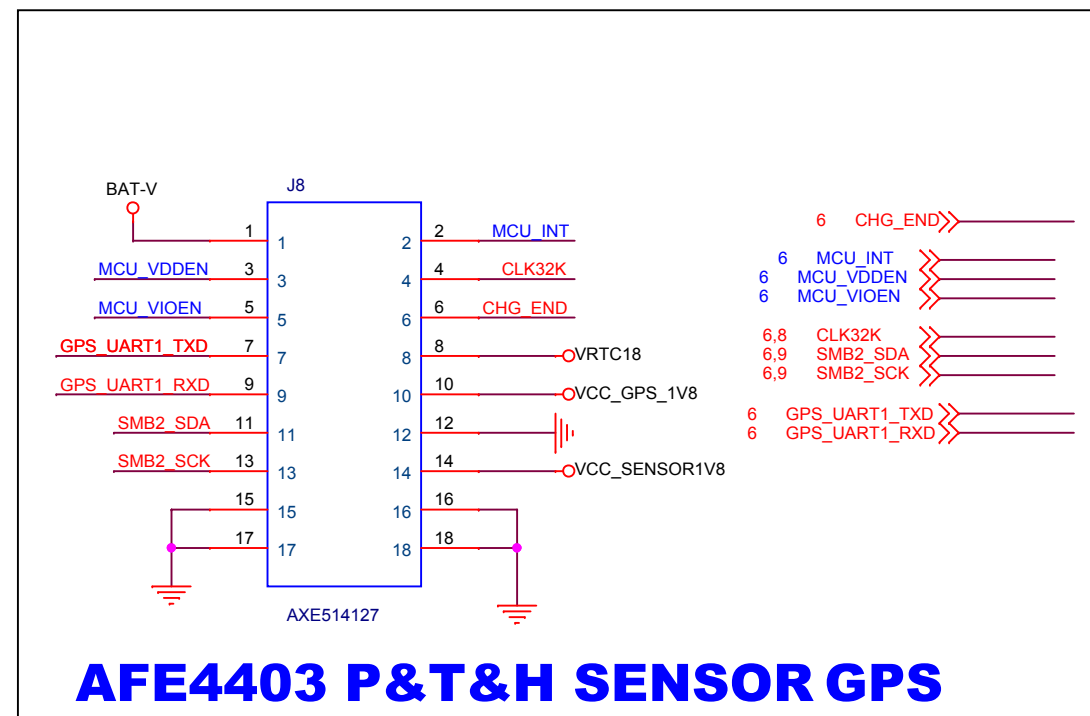 BAT-V
J8
1 1 2 2 MCU_INT
MCU_VDDEN 3 3 4 4 CLK32K
MCU_VIOEN 5 5 6 6 CHG_END
GPS_UART1_TXD 7 7 8 8 VRTC18
GPS_UART1_RXD 9 9 10 10 VCC_GPS_1V8
SMB2_SDA 11 11 12 12
SMB2_SCK 13 13 14 14 VCC_SENSOR1V8
15 15 16 16
17 17 18 18
AXE514127
6 CHG_END
6 MCU_INT
6 MCU_VDDEN
6 MCU_VIOEN
6,8 CLK32K
6,9 SMB2_SDA
6,9 SMB2_SCK
6 GPS_UART1_TXD
6 GPS_UART1_RXD
AFE4403 P&T&H SENSOR GPS